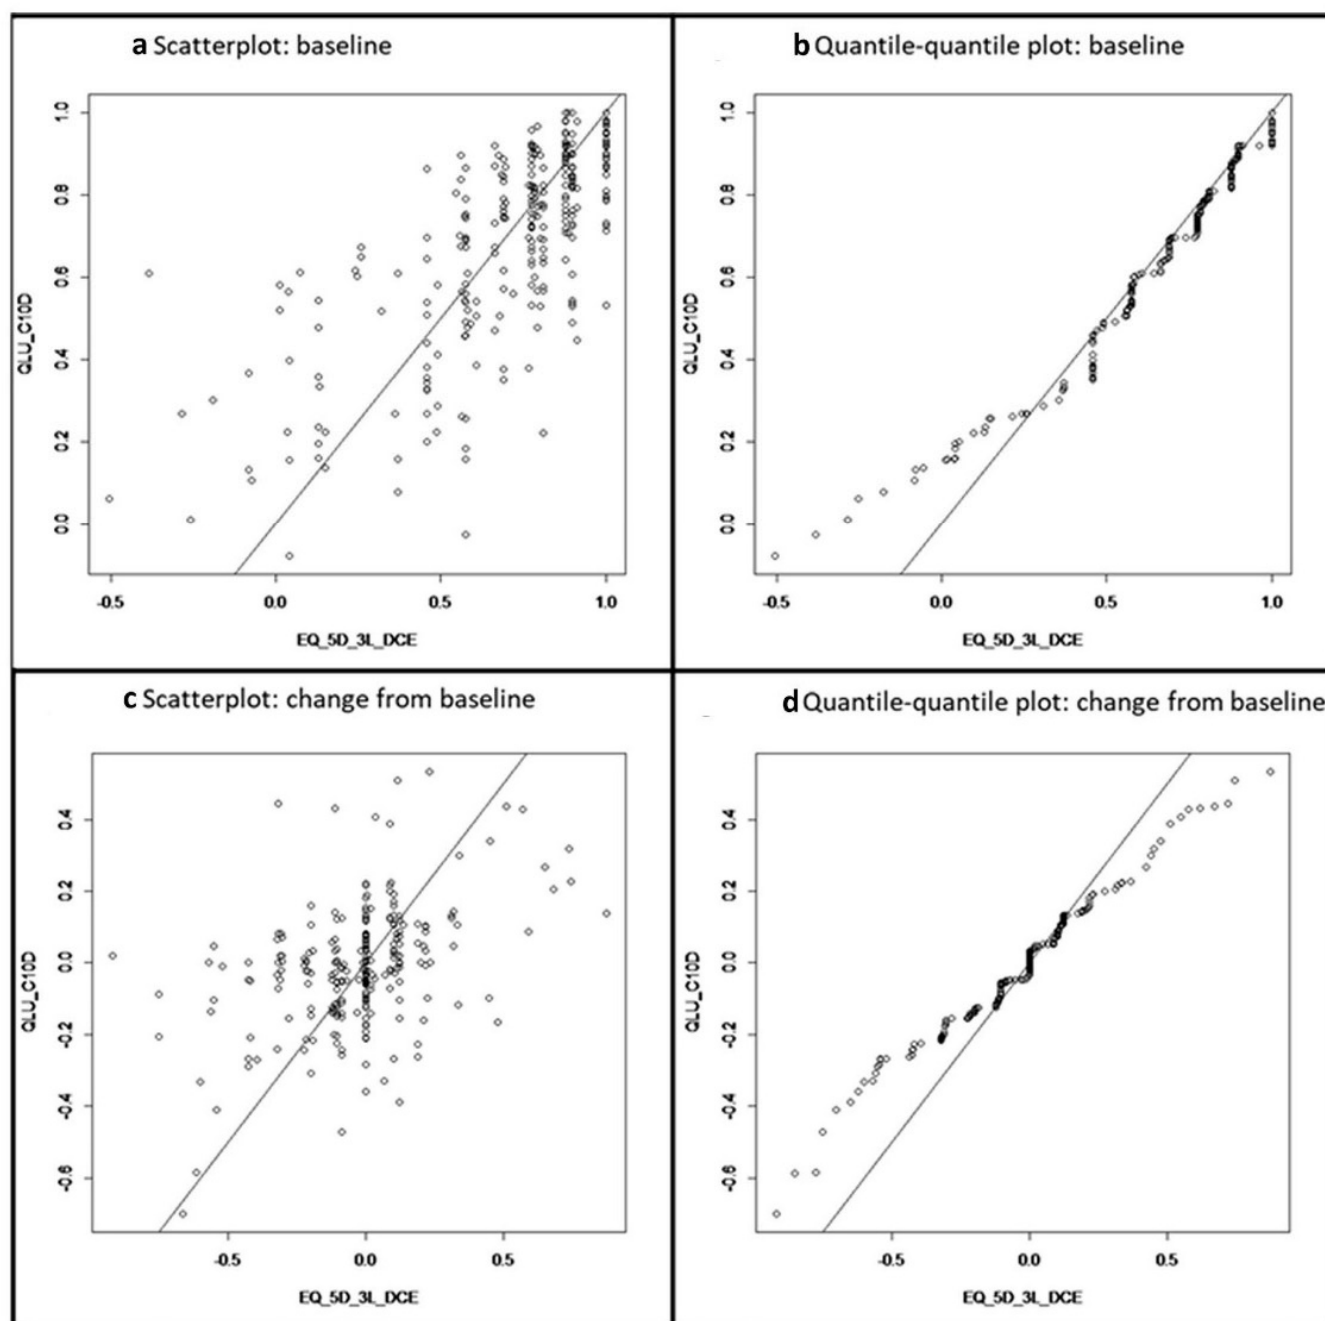 a Scatterplot: baseline
1.0
0.8
0.6
0.4
0.2
0.0
QLU_C10D
-0.5 0.0 0.5 1.0
EQ_5D_3L_DCE
b Quantile-quantile plot: baseline
1.0
0.8
0.6
0.4
0.2
0.0
QLU_C10D
-0.5 0.0 0.5 1.0
EQ_5D_3L_DCE
c Scatterplot: change from baseline
0.4
0.2
0.0
-0.2
-0.4
-0.6
QLU_C10D
-0.5 0.0 0.5
EQ_5D_3L_DCE
d Quantile-quantile plot: change from baseline
0.4
0.2
0.0
-0.2
-0.4
-0.6
QLU_C10D
-0.5 0.0 0.5
EQ_5D_3L_DCE